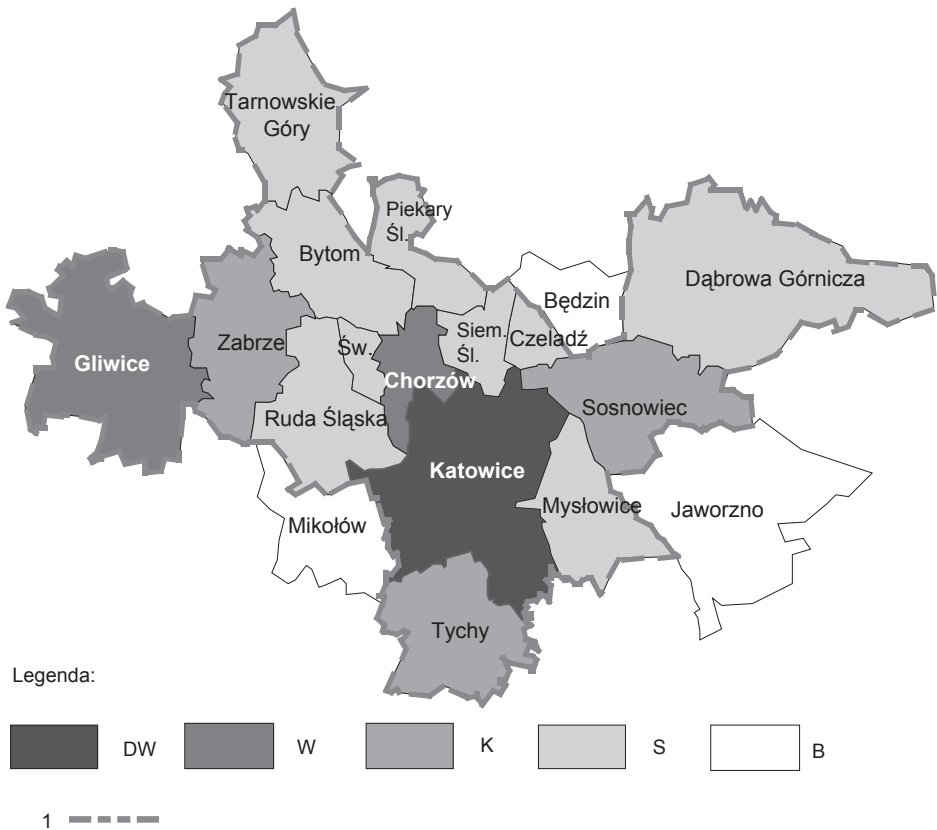 Tarnowskie
Góry
Piekary
Śl.
Bytom
Dąbrowa Górnicza
Będzin
Zabrze
Św.
Siem.
Śl.
Czeladź
Gliwice
Chorzów
Ruda Śląska
Sosnowiec
Katowice
Mysłowice
Jaworzno
Mikołów
Tychy
Legenda:
DW W K S B
1